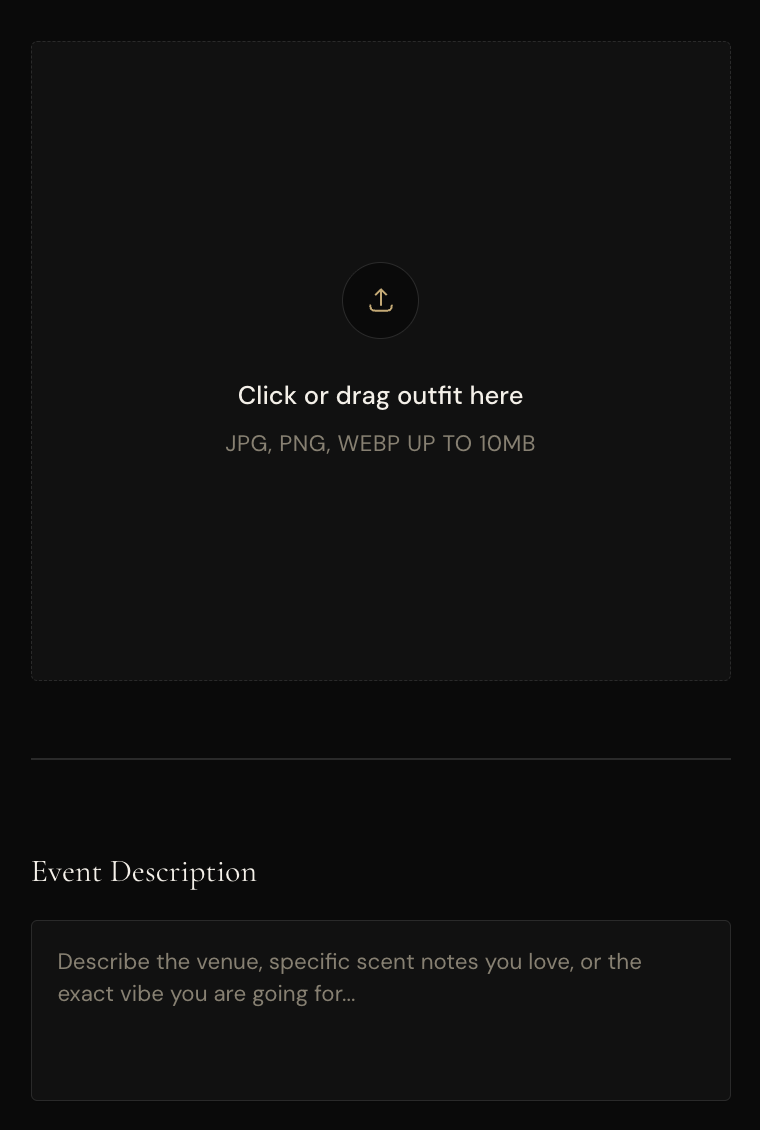 Click or drag outfit here
JPG, PNG, WEBP UP TO 10MB
Event Description
Describe the venue, specific scent notes you love, or the
exact vibe you are going for...